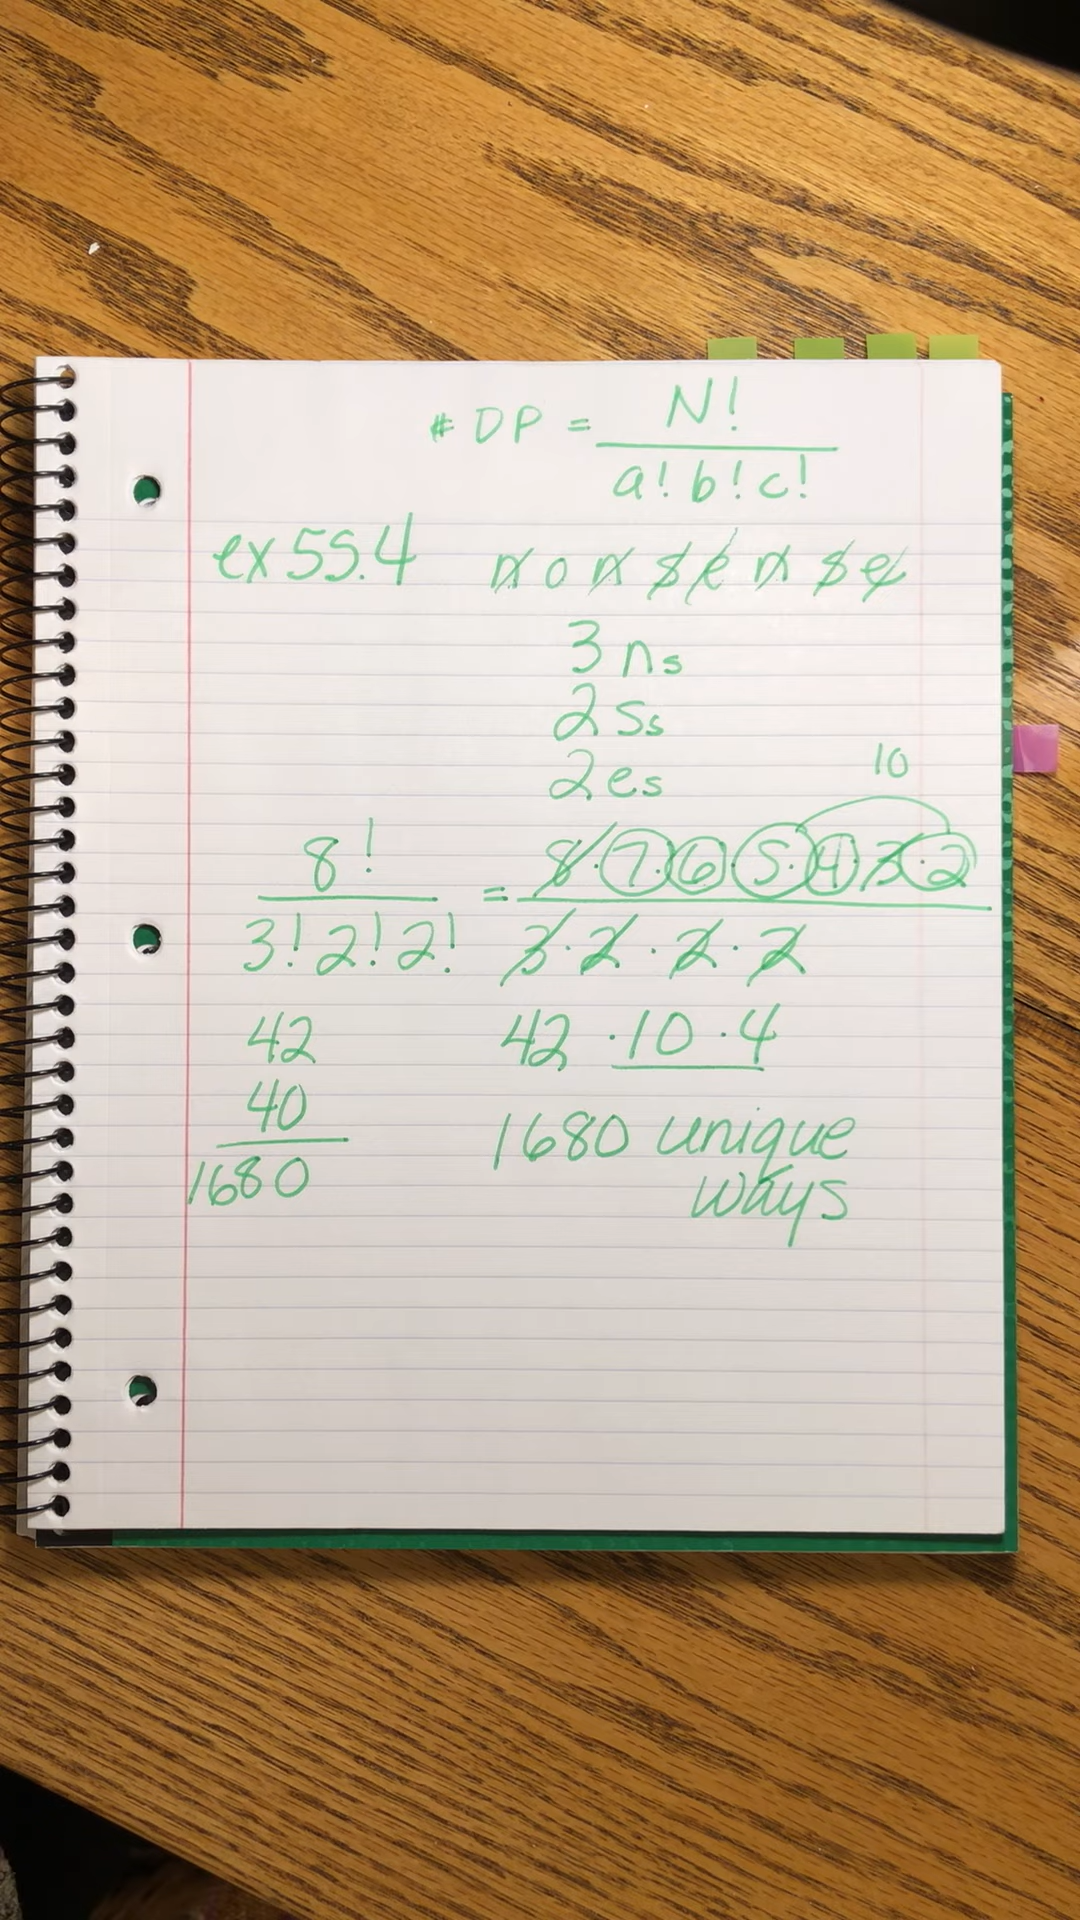 # DP = N! / a! b! c!
ex 55.4 n o n s e n s e
3 ns
2 Ss
2 es
10
8! / 3! 2! 2! = 8 · 7 · 6 · 5 · 4 · 3 · 2 / 3 · 2 · 2 · 2
42 42 · 10 · 4
40
1680 1680 unique
ways